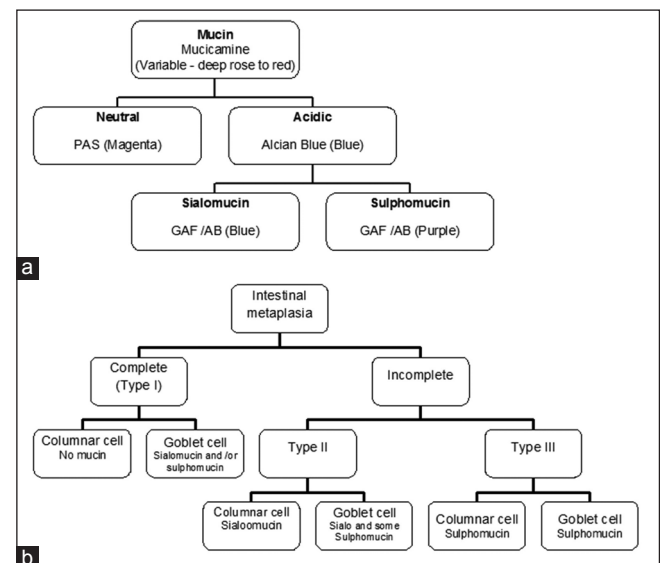 Mucin
Mucicamine
(Variable - deep rose to red)
Neutral
PAS (Magenta)
Acidic
Alcian Blue (Blue)
Sialomucin
GAF /AB (Blue)
Sulphomucin
GAF /AB (Purple)
a
Intestinal
metaplasia
Complete
(Type I)
Incomplete
Columnar cell
No mucin
Goblet cell
Sialomucin and /or
sulphomucin
Type II
Type III
Columnar cell
Sialoomucin
Goblet cell
Sialo and some
Sulphomucin
Columnar cell
Sulphomucin
Goblet cell
Sulphomucin
b